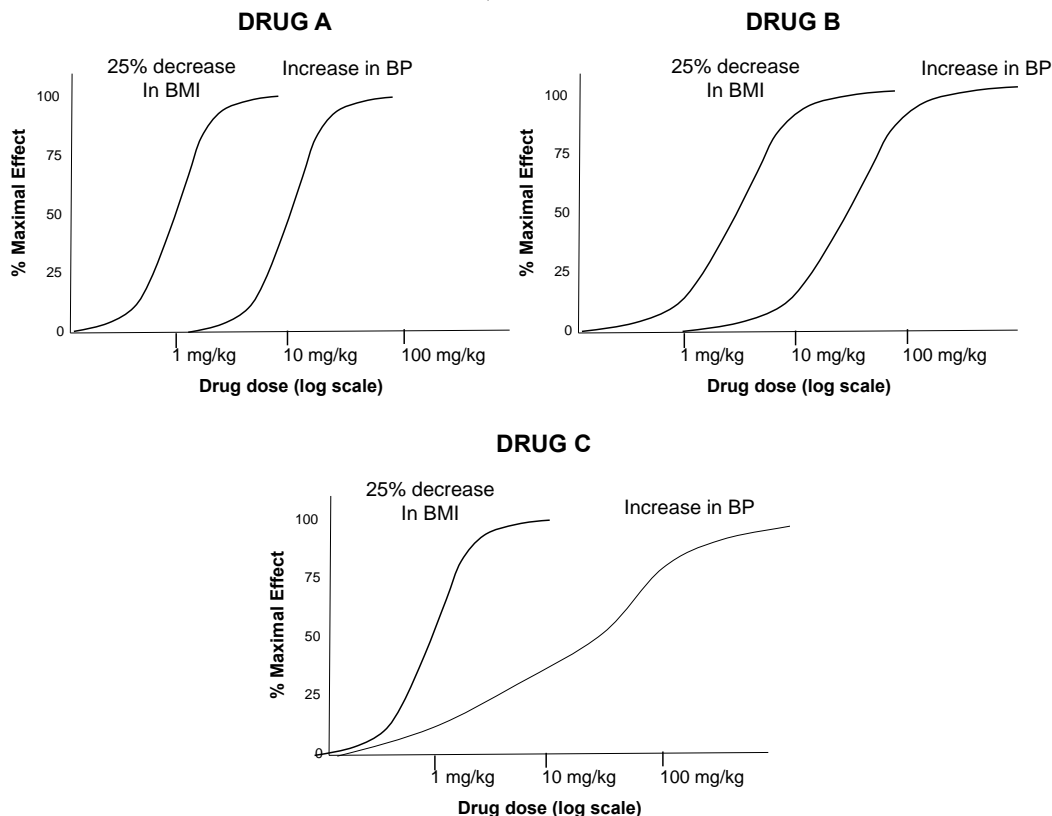 DRUG A
25% decrease
In BMI
Increase in BP
100
75
50
25
0
% Maximal Effect
1 mg/kg
10 mg/kg
100 mg/kg
Drug dose (log scale)
DRUG B
25% decrease
In BMI
Increase in BP
100
75
50
25
0
% Maximal Effect
1 mg/kg
10 mg/kg
100 mg/kg
Drug dose (log scale)
DRUG C
25% decrease
In BMI
Increase in BP
100
75
50
25
0
% Maximal Effect
1 mg/kg
10 mg/kg
100 mg/kg
Drug dose (log scale)